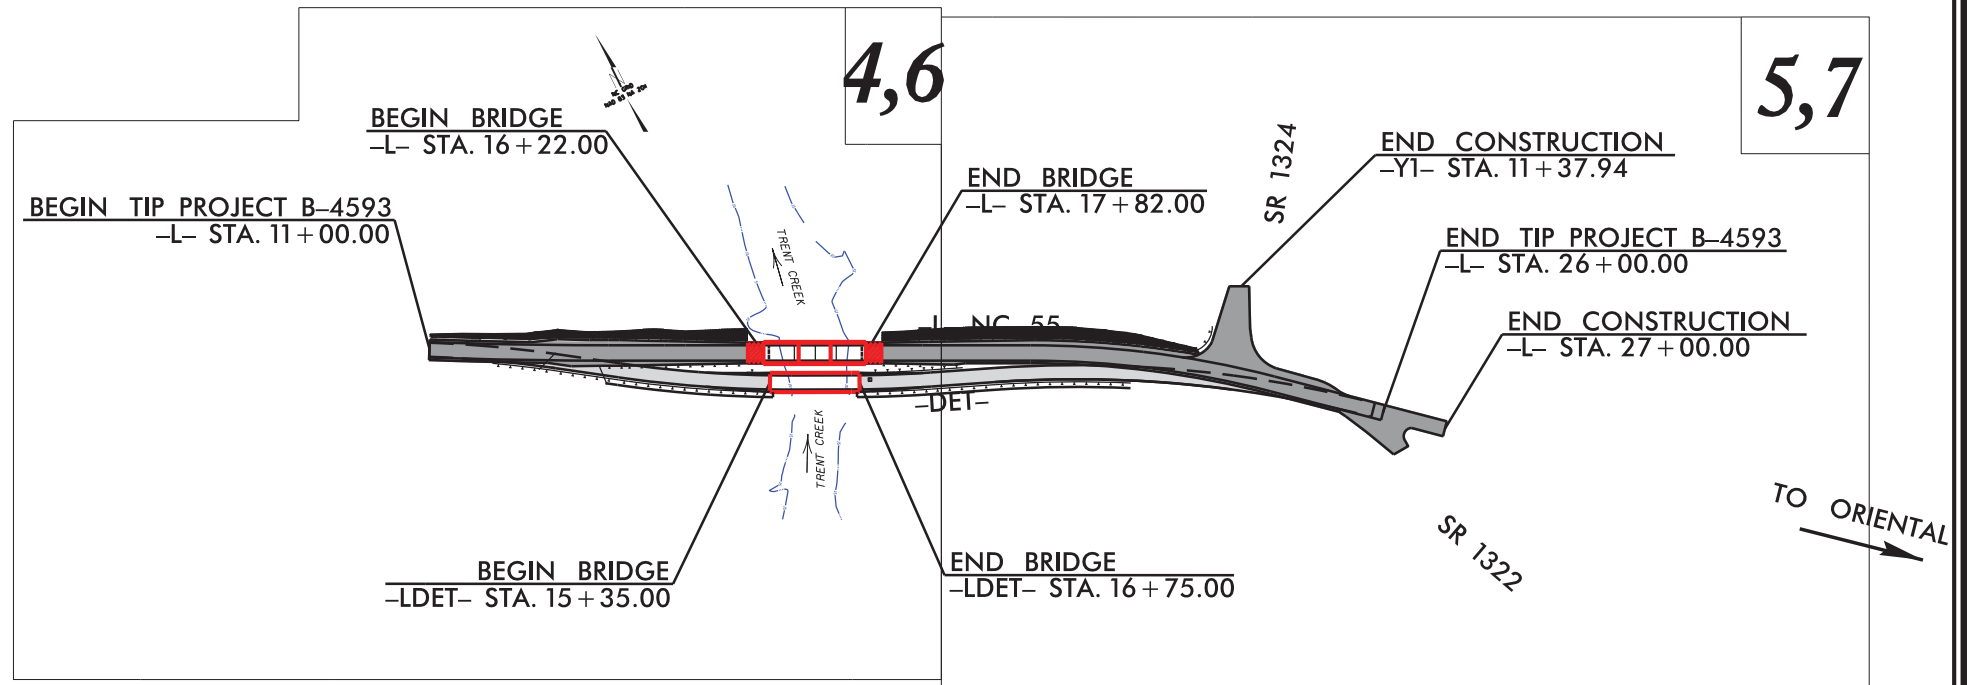 4,6
5,7
BEGIN BRIDGE
-L- STA. 16+22.00
BEGIN TIP PROJECT B-4593
-L- STA. 11+00.00
END BRIDGE
-L- STA. 17+82.00
SR 1324
END CONSTRUCTION
-Y1- STA. 11+37.94
END TIP PROJECT B-4593
-L- STA. 26+00.00
END CONSTRUCTION
-L- STA. 27+00.00
TRENT CREEK
-L- NC 55
-DET-
TRENT CREEK
BEGIN BRIDGE
-LDET- STA. 15+35.00
END BRIDGE
-LDET- STA. 16+75.00
SR 1322
TO ORIENTAL